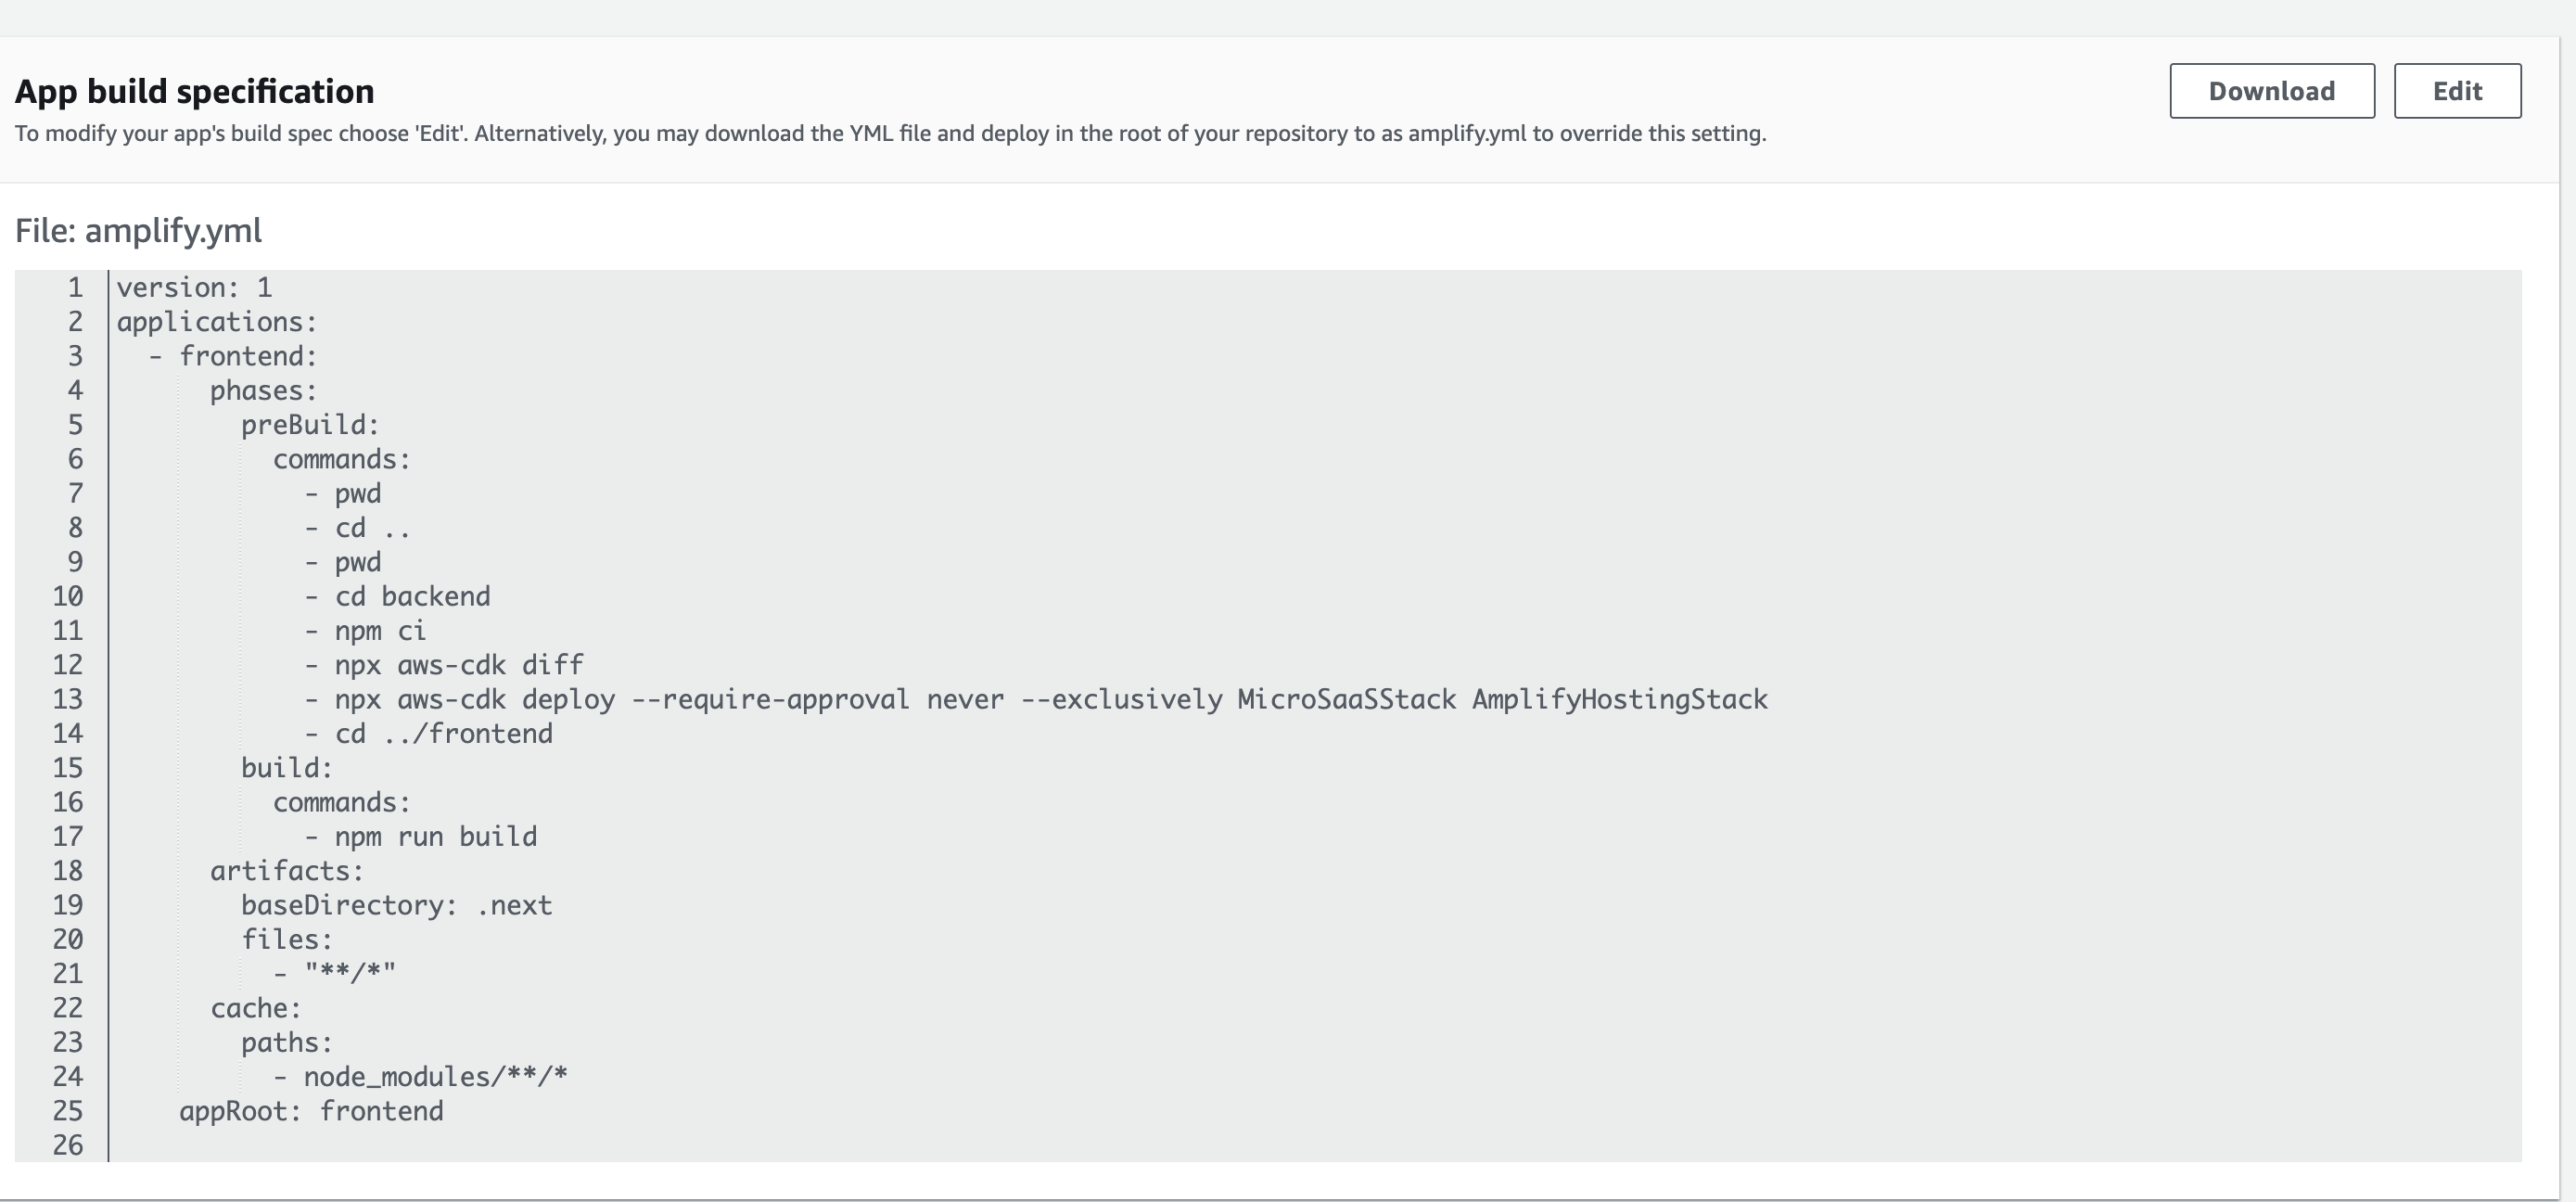 App build specification
Download
Edit
To modify your app's build spec choose 'Edit'. Alternatively, you may download the YML file and deploy in the root of your repository to as amplify.yml to override this setting.
File: amplify.yml
1 version: 1
2 applications:
3   - frontend:
4       phases:
5         preBuild:
6           commands:
7             - pwd
8             - cd ..
9             - pwd
10             - cd backend
11             - npm ci
12             - npx aws-cdk diff
13             - npx aws-cdk deploy --require-approval never --exclusively MicroSaaSStack AmplifyHostingStack
14             - cd ../frontend
15         build:
16           commands:
17             - npm run build
18       artifacts:
19         baseDirectory: .next
20         files:
21           - "**/*"
22       cache:
23         paths:
24           - node_modules/**/*
25     appRoot: frontend
26